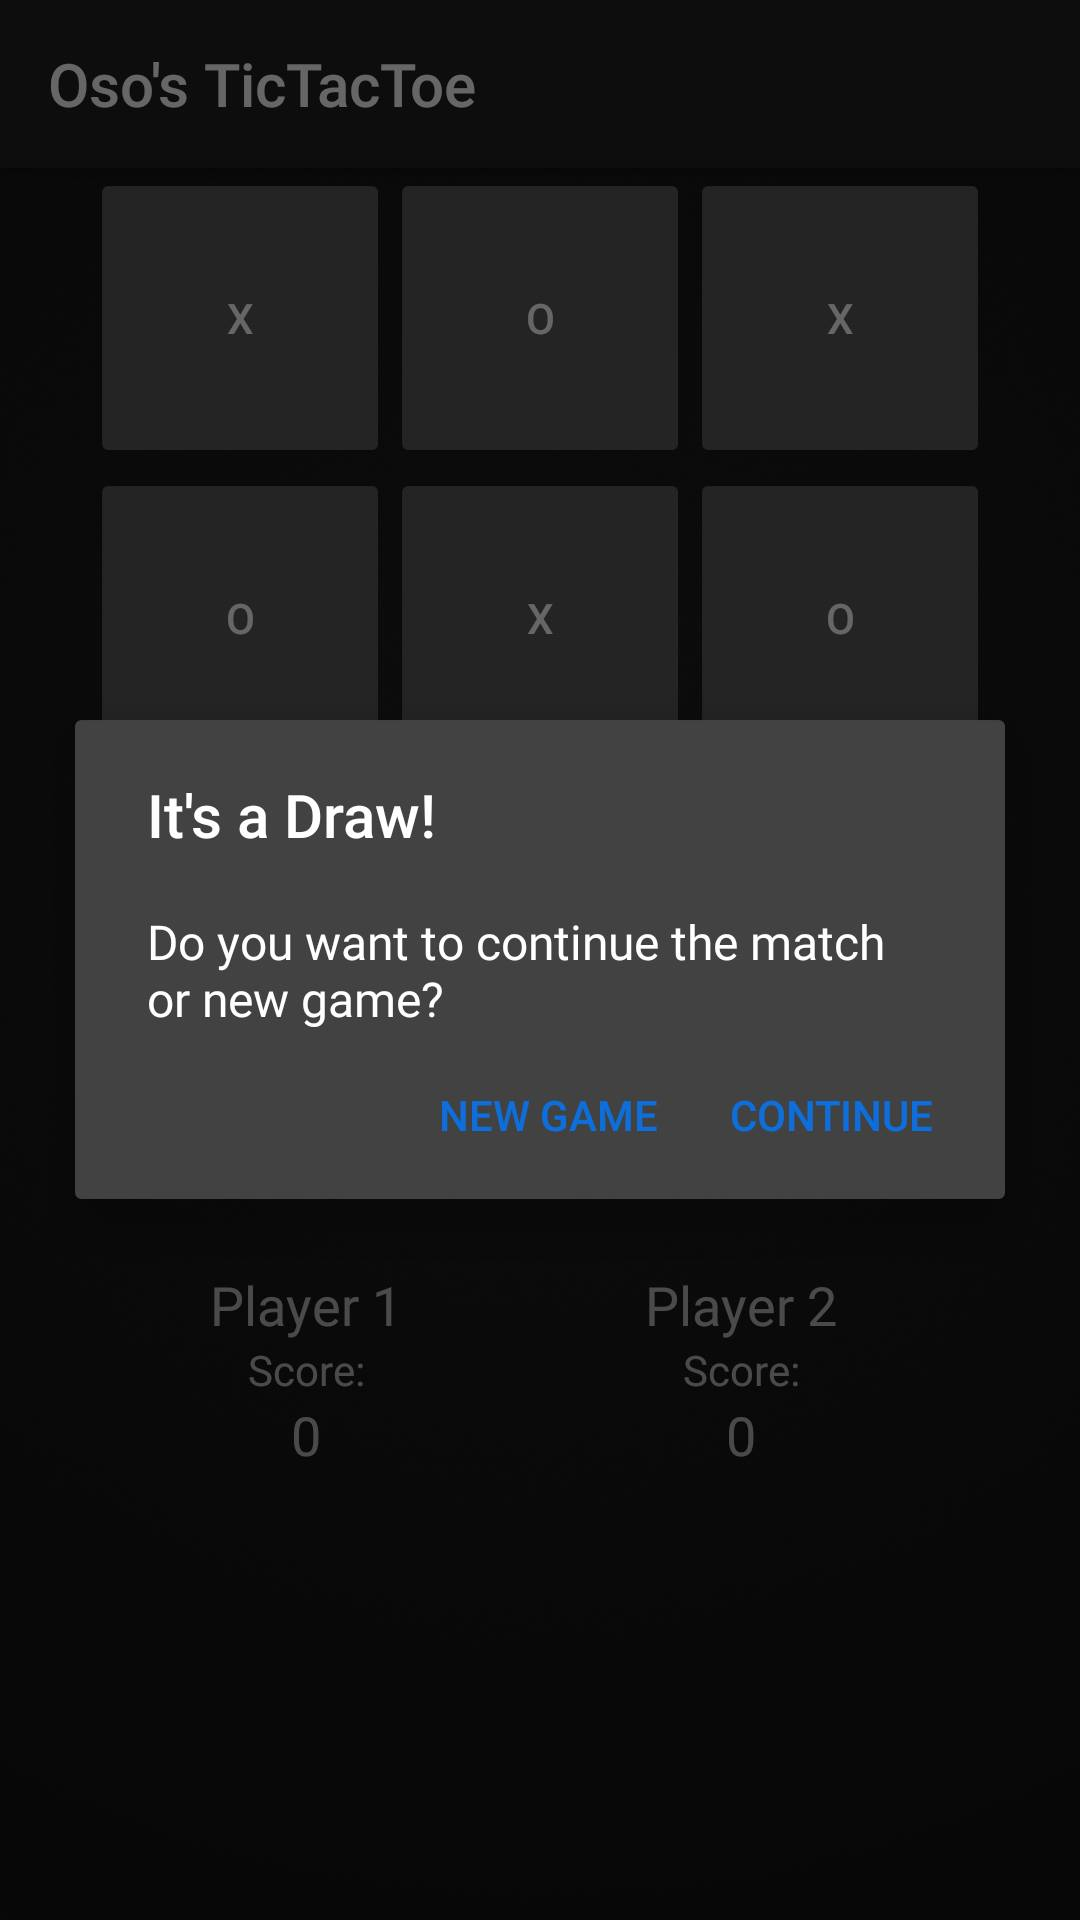 Oso's TicTacToe
X O X
O X O
It's a Draw!
Do you want to continue the match
or new game?
NEW GAME CONTINUE
Player 1 Player 2
Score: Score:
0 0